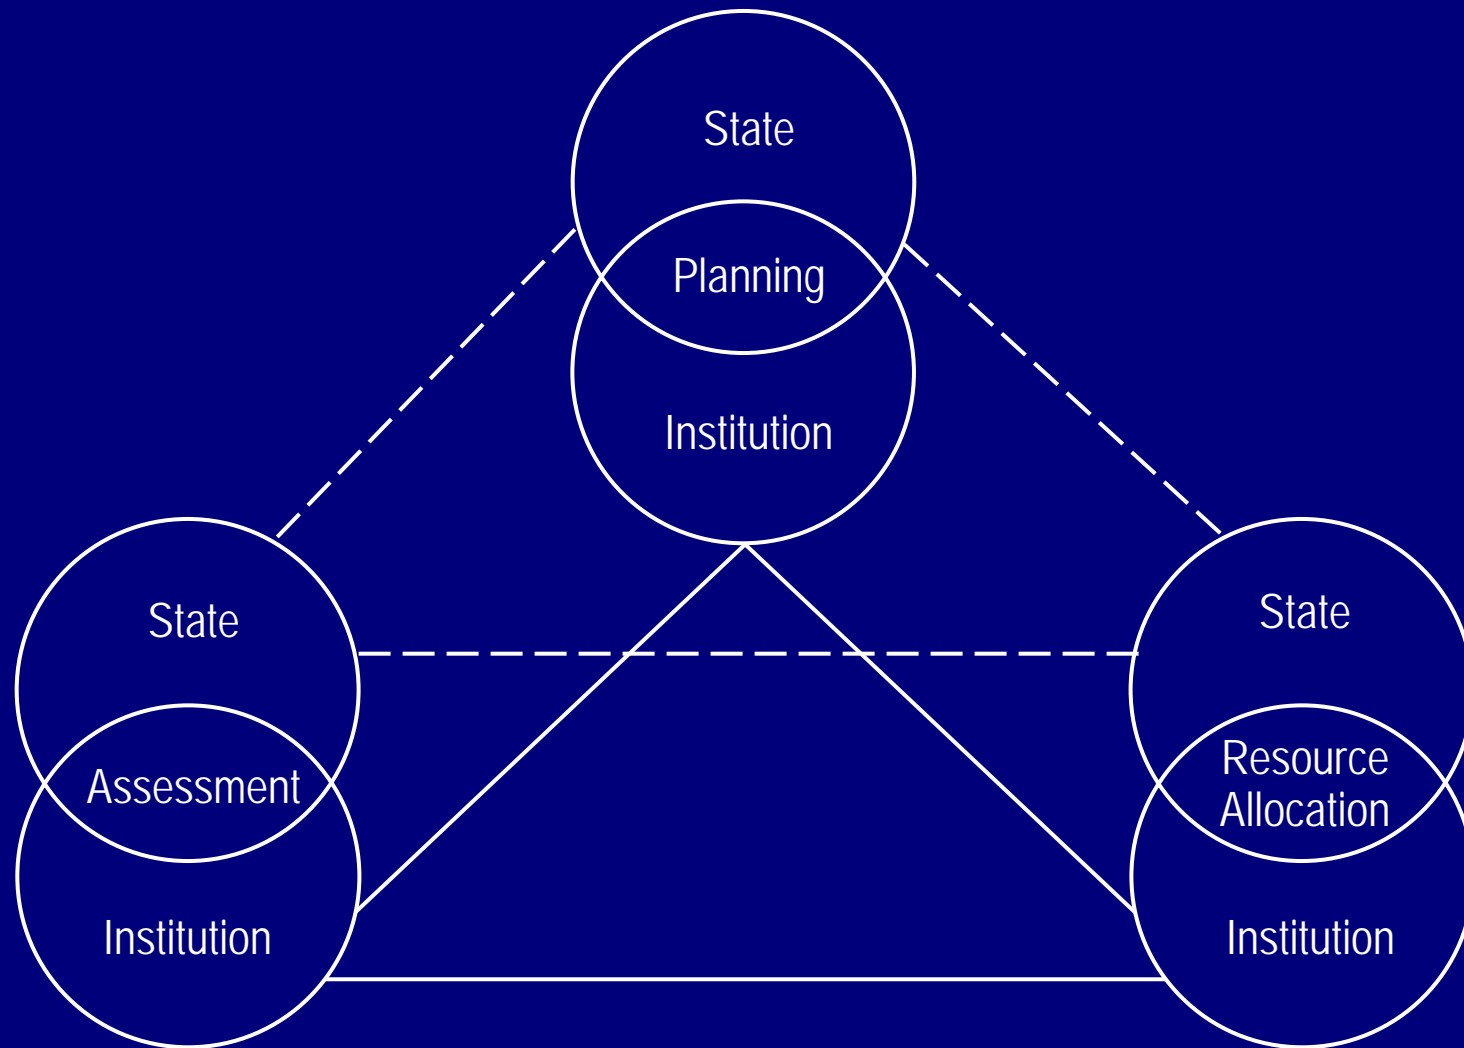 State
Planning
Institution
State
Assessment
Institution
State
Resource
Allocation
Institution